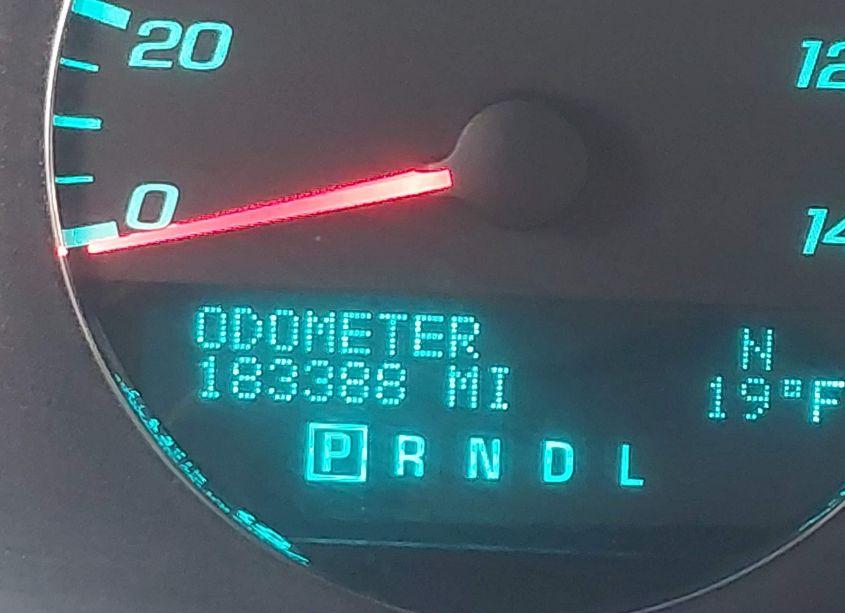 20
0
ODOMETER
183388 MI
N
19°F
P R N D L